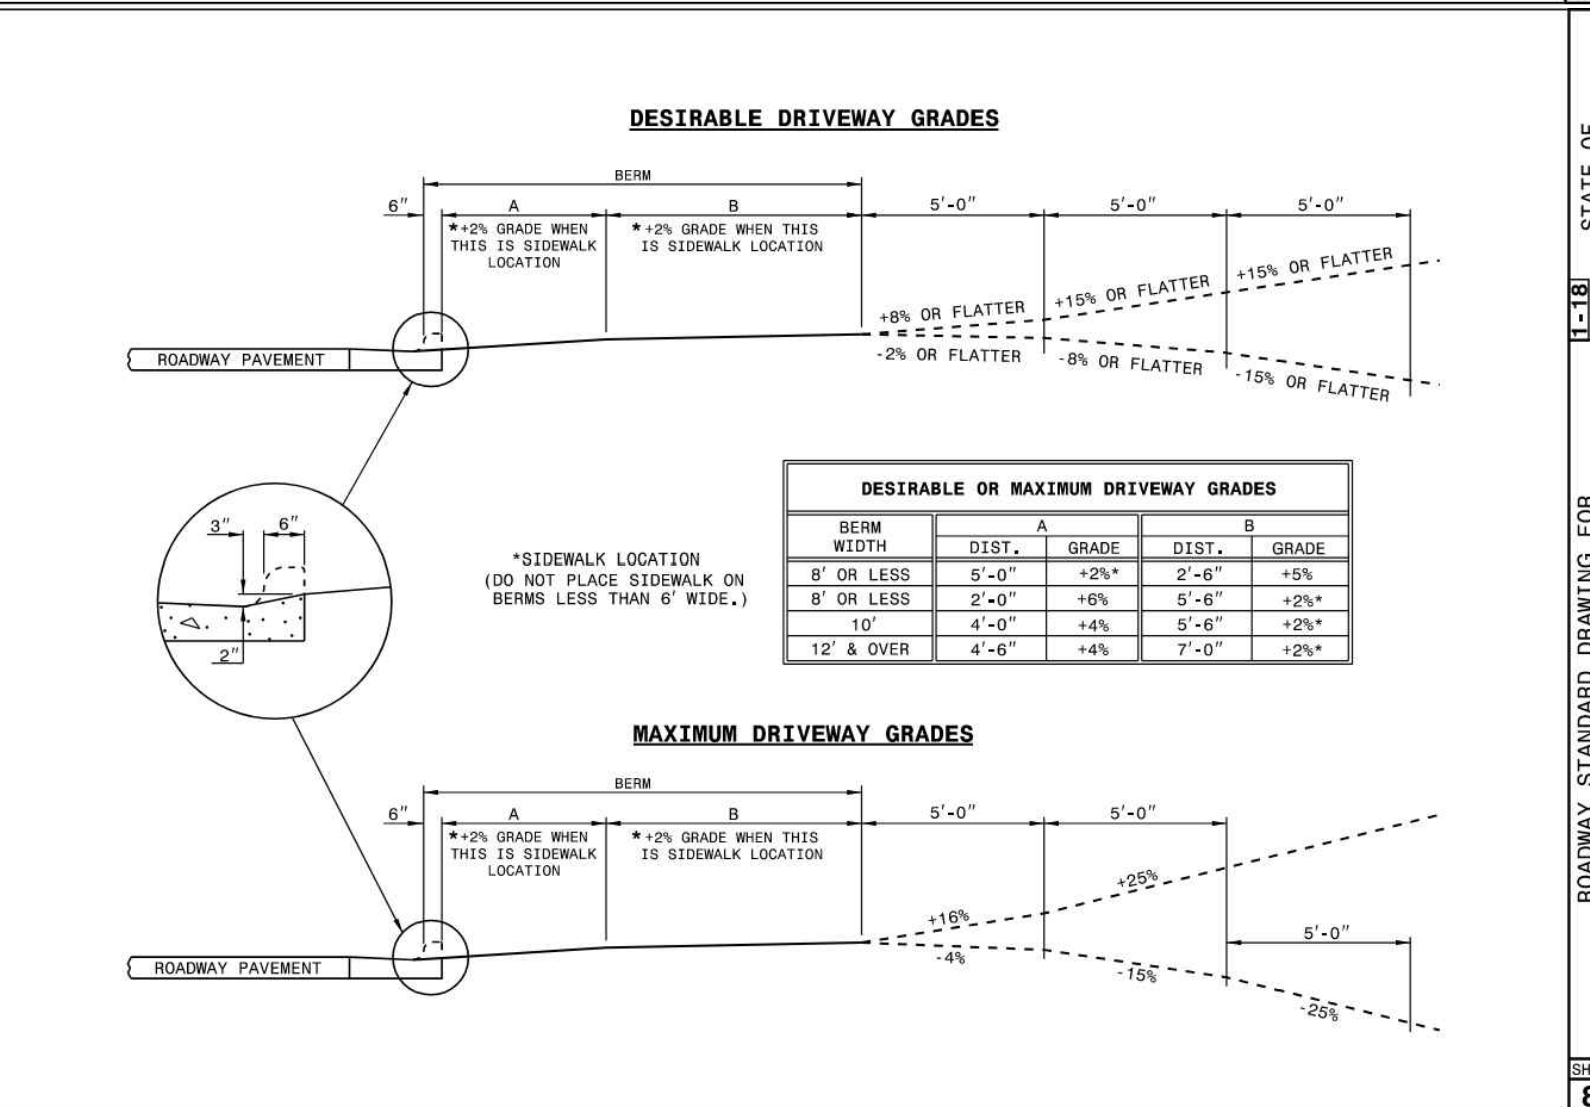 DESIRABLE DRIVEWAY GRADES
BERM
6" A B 5'-0" 5'-0" 5'-0"
*+2% GRADE WHEN
THIS IS SIDEWALK
LOCATION
*+2% GRADE WHEN THIS
IS SIDEWALK LOCATION
+8% OR FLATTER
+15% OR FLATTER
+15% OR FLATTER
-2% OR FLATTER
-8% OR FLATTER
-15% OR FLATTER
ROADWAY PAVEMENT
3" 6"
2"
*SIDEWALK LOCATION
(DO NOT PLACE SIDEWALK ON
BERMS LESS THAN 6' WIDE.)
DESIRABLE OR MAXIMUM DRIVEWAY GRADES
BERM
WIDTH
A B
DIST. GRADE DIST. GRADE
8' OR LESS 5'-0" +2%* 2'-6" +5%
8' OR LESS 2'-0" +6% 5'-6" +2%*
10' 4'-0" +4% 5'-6" +2%*
12' & OVER 4'-6" +4% 7'-0" +2%*
MAXIMUM DRIVEWAY GRADES
BERM
6" A B 5'-0" 5'-0"
*+2% GRADE WHEN
THIS IS SIDEWALK
LOCATION
*+2% GRADE WHEN THIS
IS SIDEWALK LOCATION
+16%
+25%
5'-0"
-4%
-15%
-25%
ROADWAY PAVEMENT
STATE OF
1-18
ROADWAY STANDARD DRAWING FOR
SH